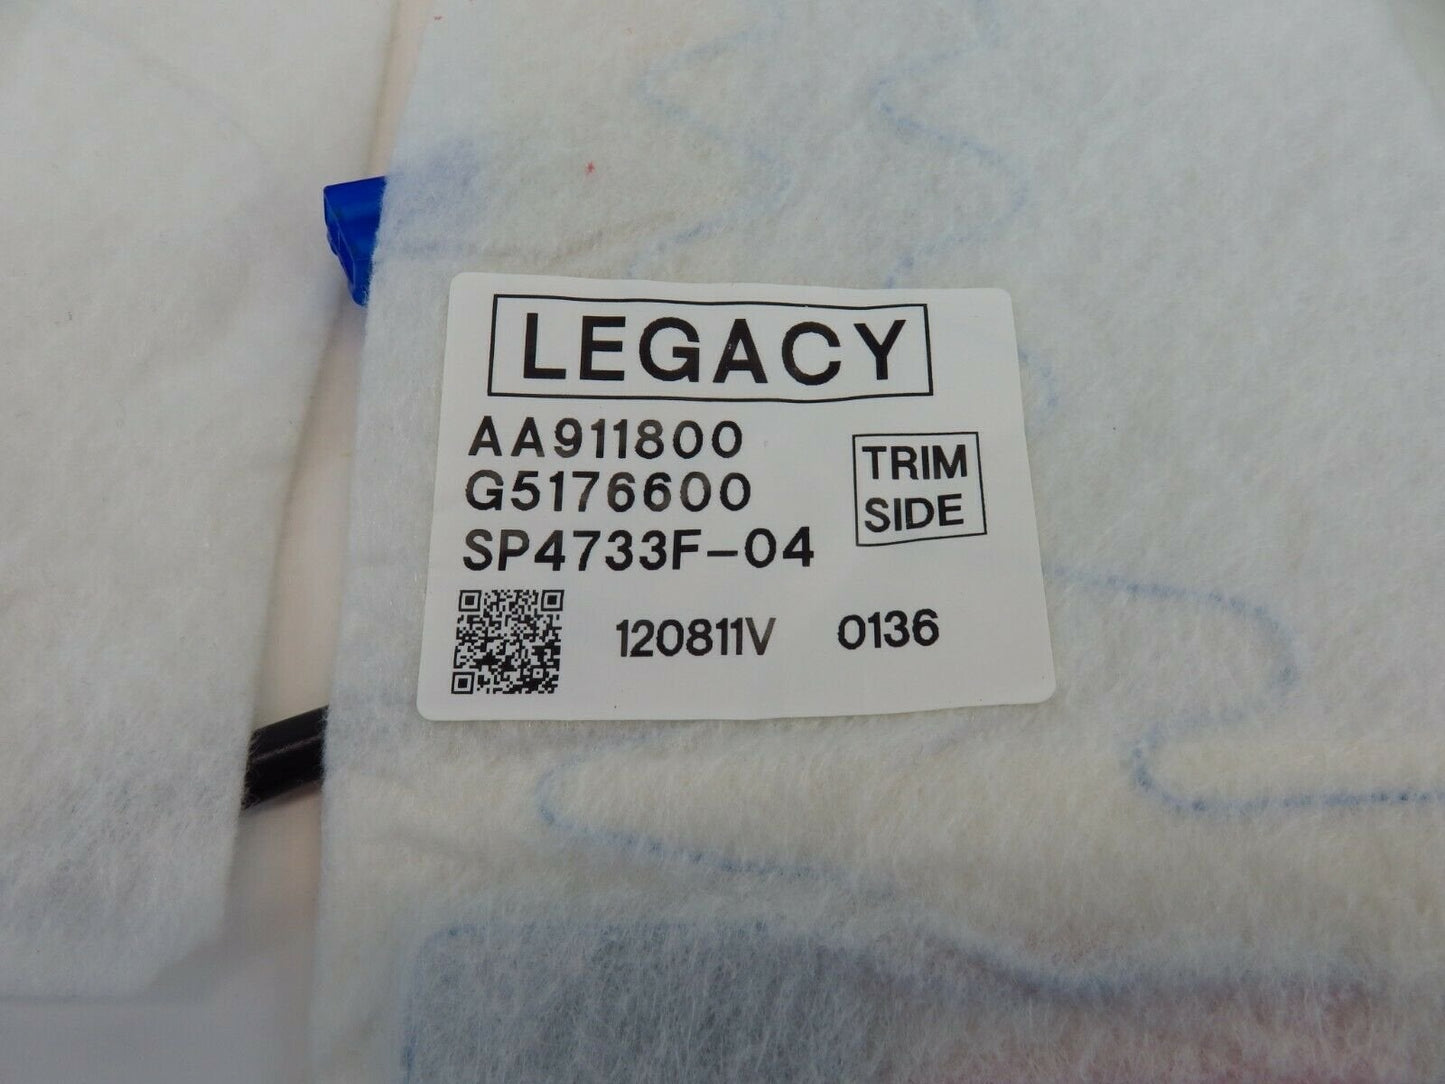 LEGACY
AA911800
G5176600
SP4733F-04
TRIM
SIDE
120811V 0136